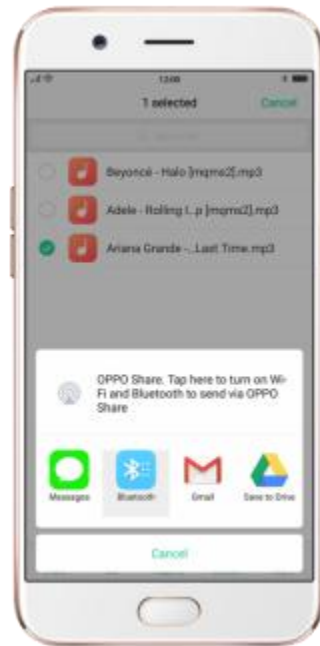 12:00
1 selected
Cancel
Beyoncé - Halo [mqms2].mp3
Adele - Rolling I...p [mqms2].mp3
Ariana Grande -...Last Time.mp3
OPPO Share. Tap here to turn on Wi-
Fi and Bluetooth to send via OPPO
Share
Messages
Bluetooth
Gmail
Save to Drive
Cancel